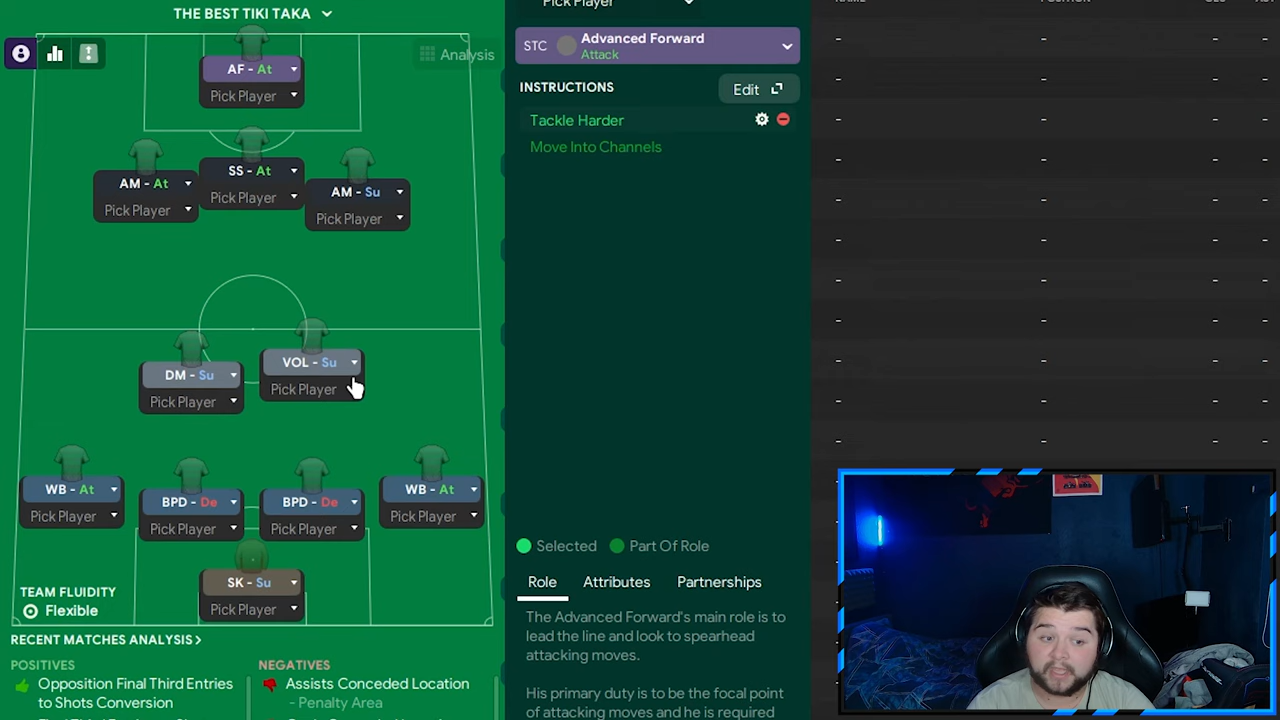 THE BEST TIKI TAKA
Analysis
AF - At
Pick Player
AM - At
Pick Player
SS - At
Pick Player
AM - Su
Pick Player
DM - Su
Pick Player
VOL - Su
Pick Player
WB - At
Pick Player
BPD - De
Pick Player
BPD - De
Pick Player
WB - At
Pick Player
SK - Su
Pick Player
TEAM FLUIDITY
Flexible
RECENT MATCHES ANALYSIS >
POSITIVES
Opposition Final Third Entries
to Shots Conversion
NEGATIVES
Assists Conceded Location
- Penalty Area
Pick Player
STC
Advanced Forward
Attack
INSTRUCTIONS
Edit
Tackle Harder
Move Into Channels
Selected
Part Of Role
Role
Attributes
Partnerships
The Advanced Forward's main role is to
lead the line and look to spearhead
attacking moves.
His primary duty is to be the focal point
of attacking moves and he is required
NAME
POSITION